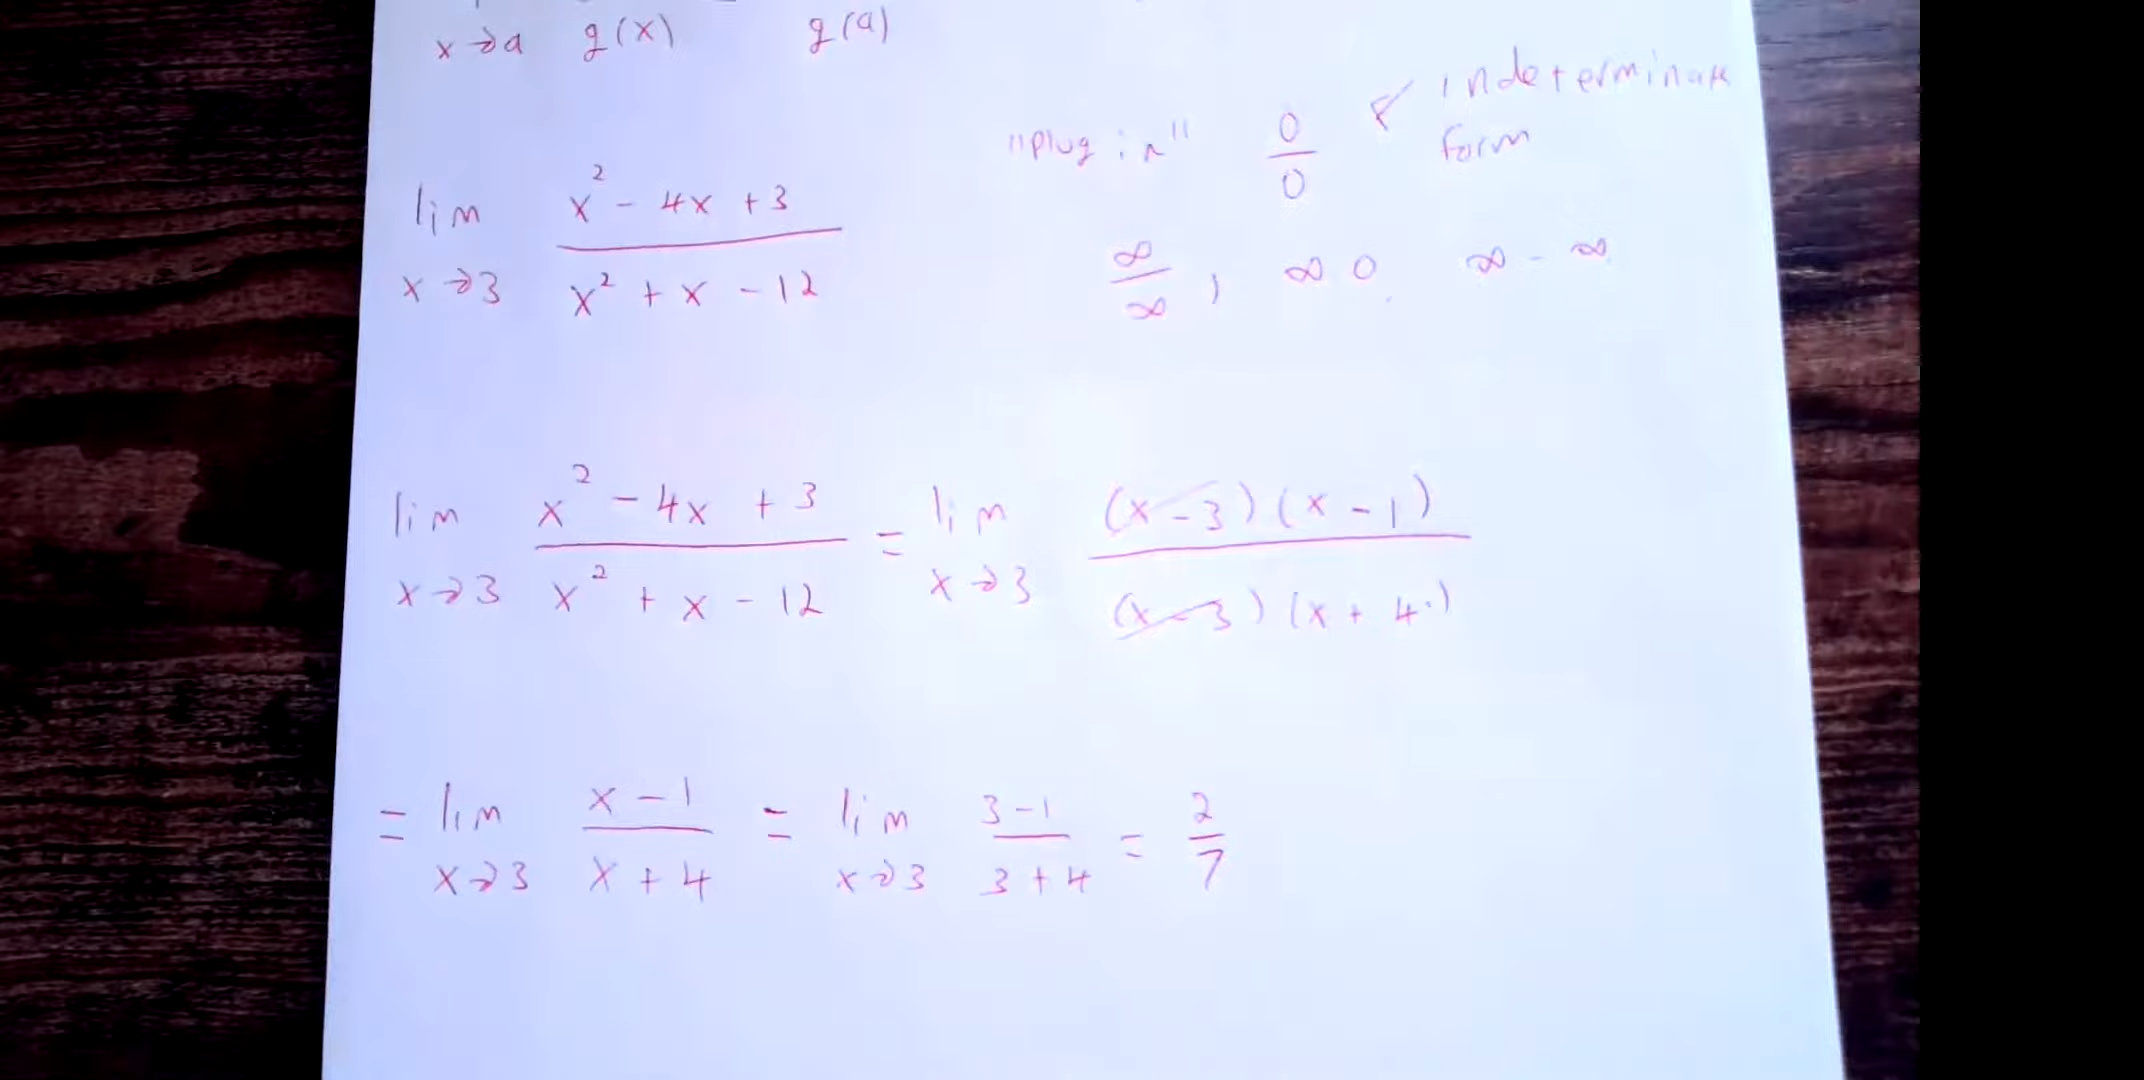 x→a g(x) g(a)
"plug in" 0/0 ← indeterminate
form
lim x→3 (x² - 4x + 3)/(x² + x - 12)
∞/∞ , ∞ 0 ∞ - ∞
lim x→3 (x² - 4x + 3)/(x² + x - 12) = lim x→3 ((x-3)(x-1))/((x-3)(x+4))
= lim x→3 (x-1)/(x+4) = lim x→3 (3-1)/(3+4) = 2/7